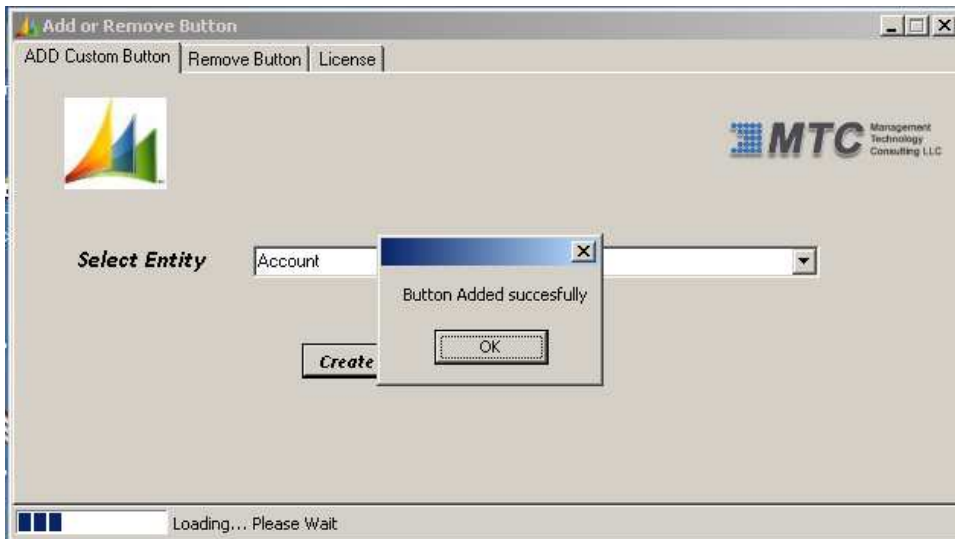 Add or Remove Button
ADD Custom Button Remove Button License
MTC Management
Technology
Consulting LLC
Select Entity Account
Button Added succesfully
OK
Create
Loading... Please Wait